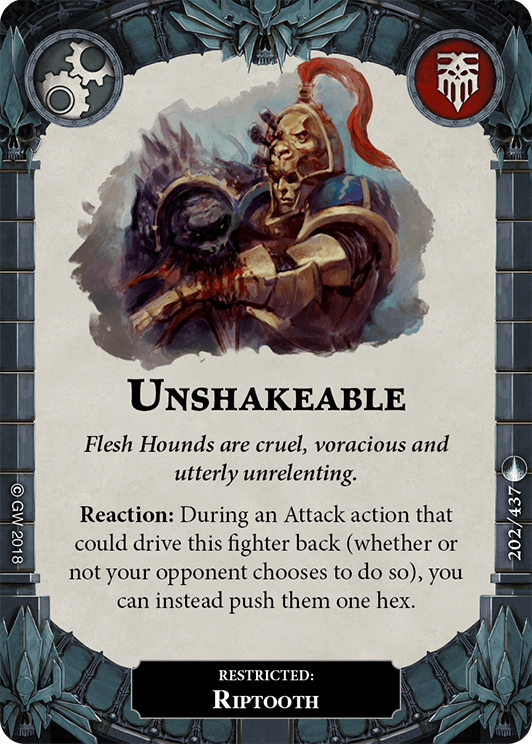 UNSHAKEABLE
Flesh Hounds are cruel, voracious and
utterly unrelenting.
Reaction: During an Attack action that
could drive this fighter back (whether or
not your opponent chooses to do so), you
can instead push them one hex.
© GW 2018
202/437
RESTRICTED:
RIPTOOTH